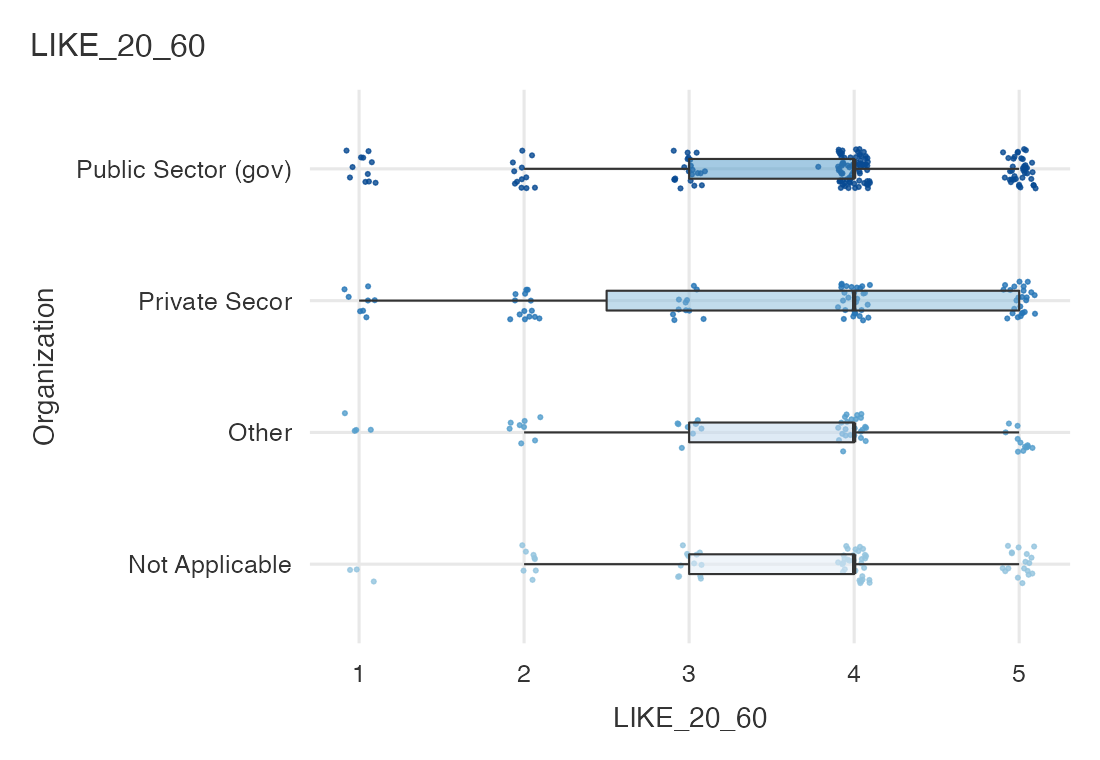 LIKE_20_60
Public Sector (gov)
Private Secor
Other
Not Applicable
Organization
1 2 3 4 5
LIKE_20_60